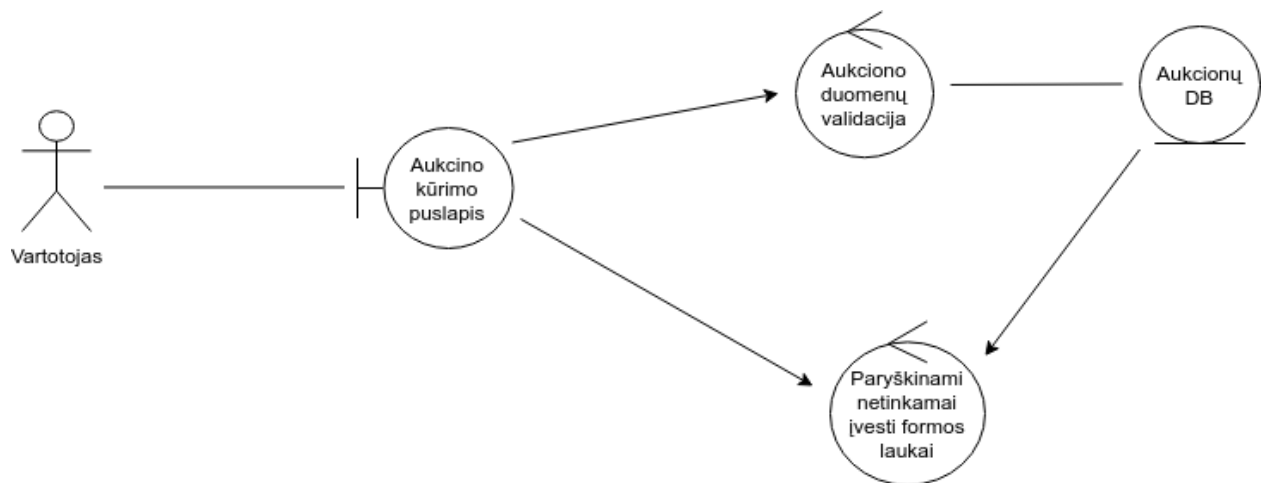 Vartotojas
Aukcino
kūrimo
puslapis
Aukciono
duomenų
validacija
Aukcionų
DB
Paryškinami
netinkamai
įvesti formos
laukai